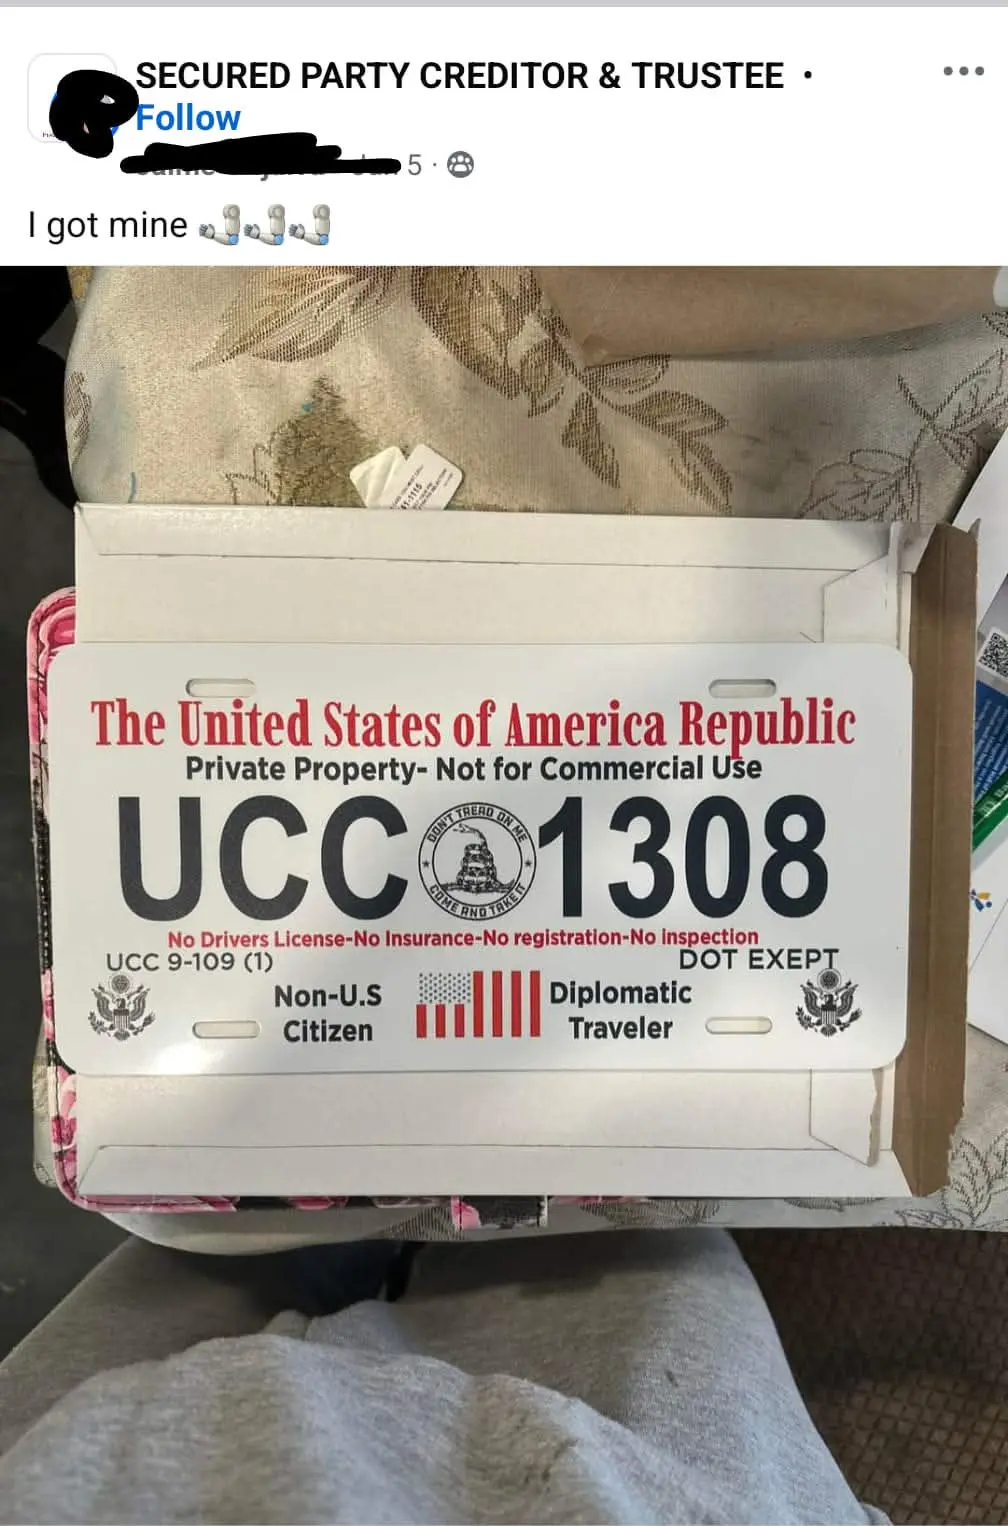 SECURED PARTY CREDITOR & TRUSTEE ·
Follow
5 ·
I got mine 🦾🦾🦾
The United States of America Republic
Private Property- Not for Commercial Use
UCC 1308
DON'T TREAD ON ME
COME AND TAKE IT
No Drivers License-No Insurance-No registration-No inspection
UCC 9-109 (1)
DOT EXEPT
Non-U.S
Citizen
Diplomatic
Traveler